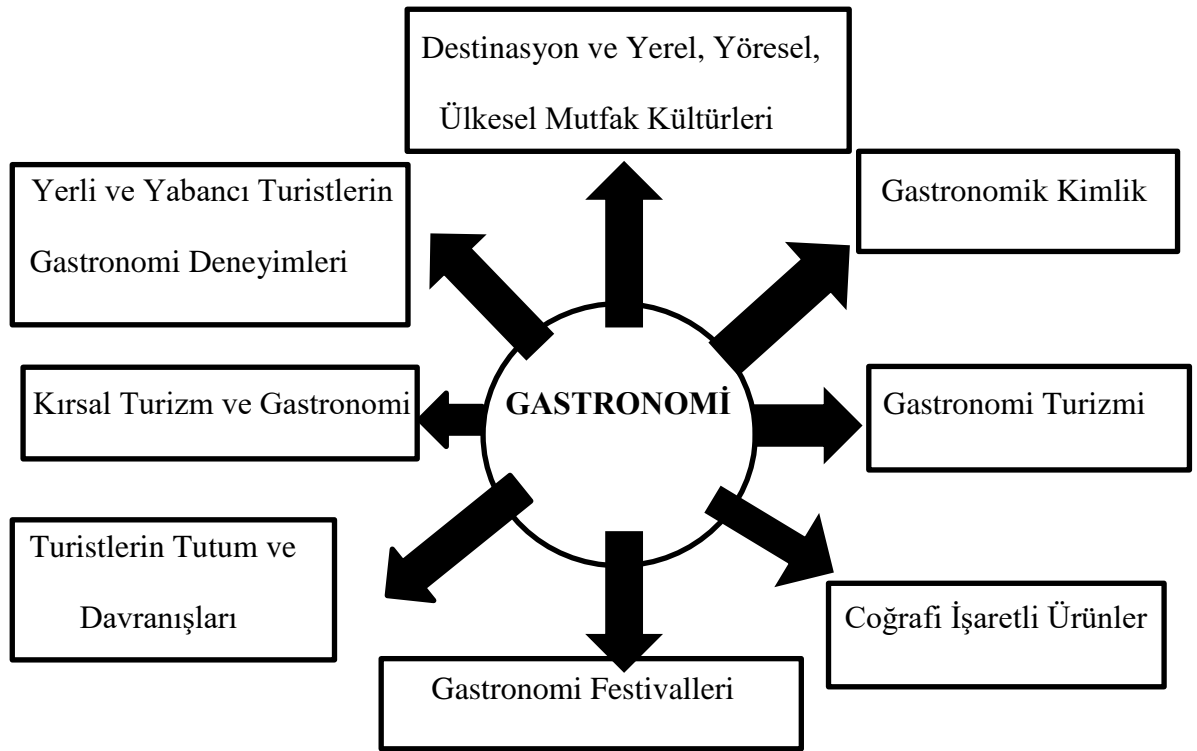 Destinasyon ve Yerel, Yöresel,
Ülkesel Mutfak Kültürleri
Yerli ve Yabancı Turistlerin
Gastronomi Deneyimleri
Gastronomik Kimlik
Kırsal Turizm ve Gastronomi
GASTRONOMİ
Gastronomi Turizmi
Turistlerin Tutum ve
Davranışları
Coğrafi İşaretli Ürünler
Gastronomi Festivalleri